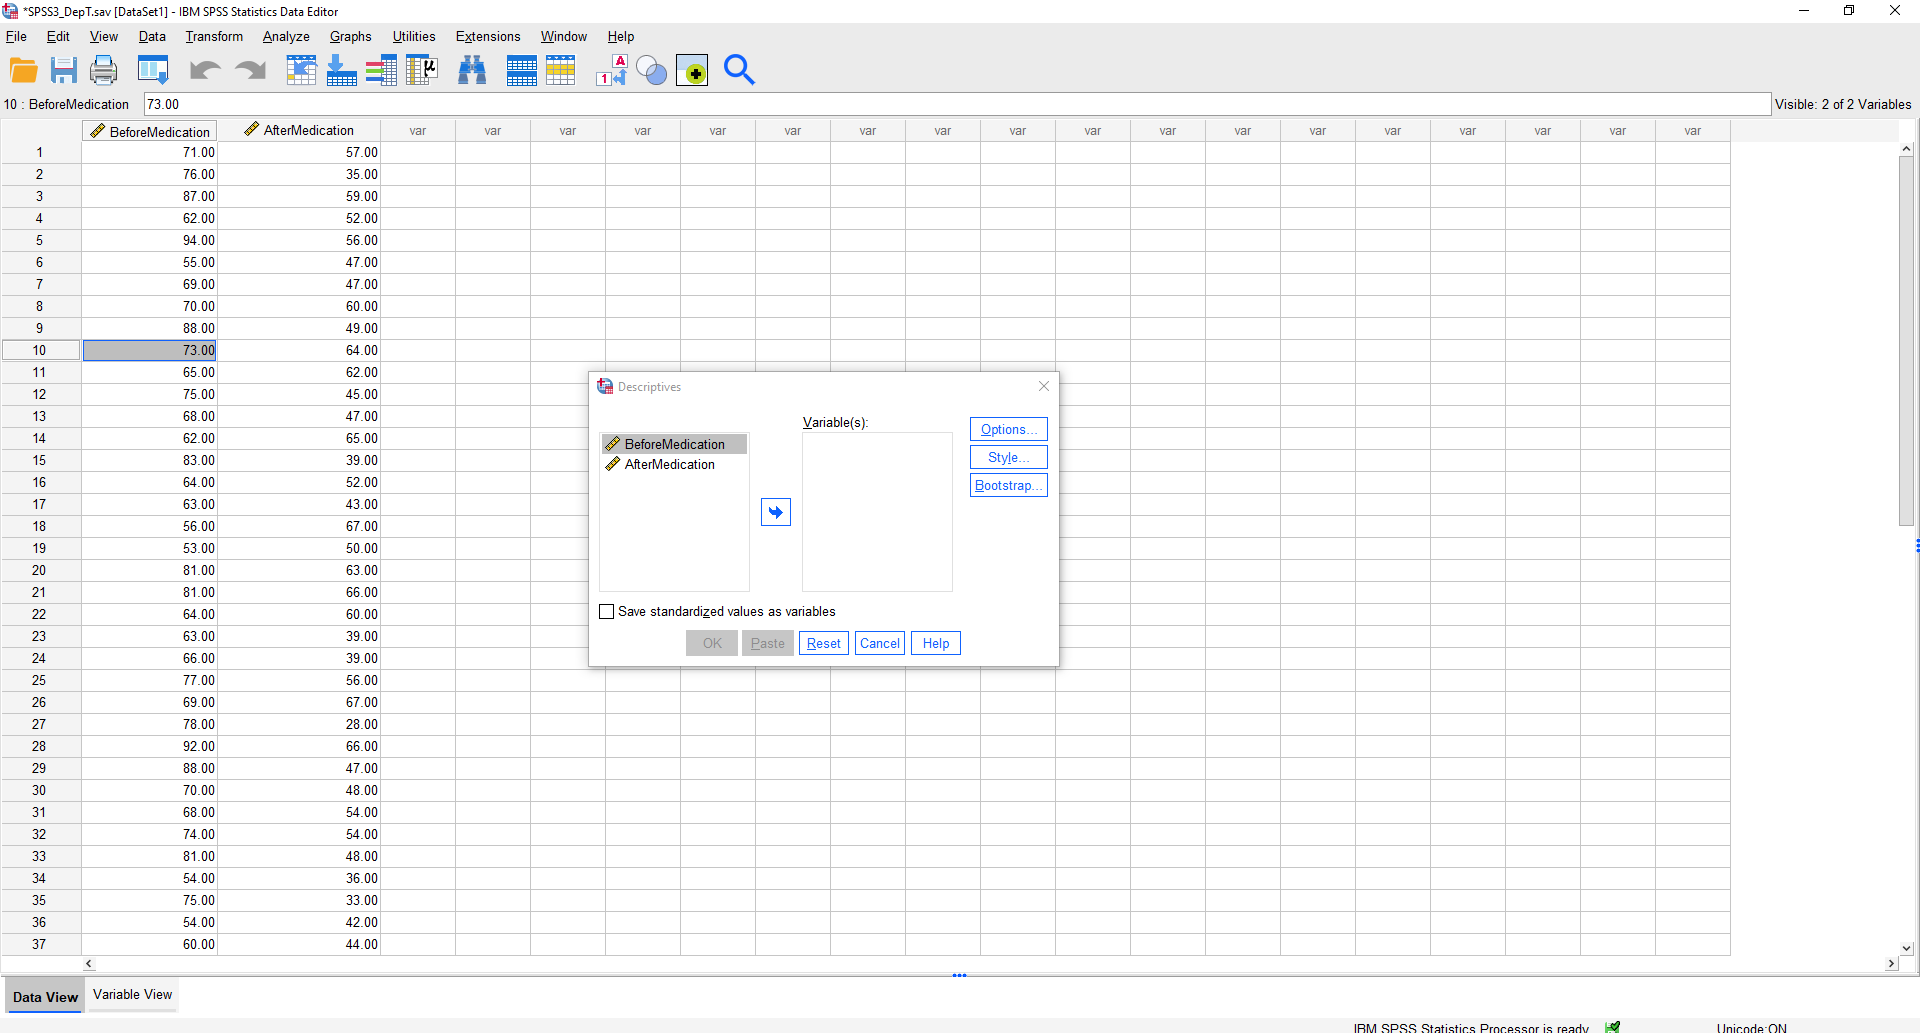 *SPSS3_DepT.sav [DataSet1] - IBM SPSS Statistics Data Editor
File Edit View Data Transform Analyze Graphs Utilities Extensions Window Help
10 : BeforeMedication 73.00 Visible: 2 of 2 Variables
BeforeMedication AfterMedication var var var var var var var var var var var var var var var var var var
1 71.00 57.00
2 76.00 35.00
3 87.00 59.00
4 62.00 52.00
5 94.00 56.00
6 55.00 47.00
7 69.00 47.00
8 70.00 60.00
9 88.00 49.00
10 73.00 64.00
11 65.00 62.00
12 75.00 45.00
13 68.00 47.00
14 62.00 65.00
15 83.00 39.00
16 64.00 52.00
17 63.00 43.00
18 56.00 67.00
19 53.00 50.00
20 81.00 63.00
21 81.00 66.00
22 64.00 60.00
23 63.00 39.00
24 66.00 39.00
25 77.00 56.00
26 69.00 67.00
27 78.00 28.00
28 92.00 66.00
29 88.00 47.00
30 70.00 48.00
31 68.00 54.00
32 74.00 54.00
33 81.00 48.00
34 54.00 36.00
35 75.00 33.00
36 54.00 42.00
37 60.00 44.00
Descriptives
Variable(s):
BeforeMedication
AfterMedication
Options...
Style...
Bootstrap...
Save standardized values as variables
OK Paste Reset Cancel Help
Data View Variable View
IBM SPSS Statistics Processor is ready Unicode:ON